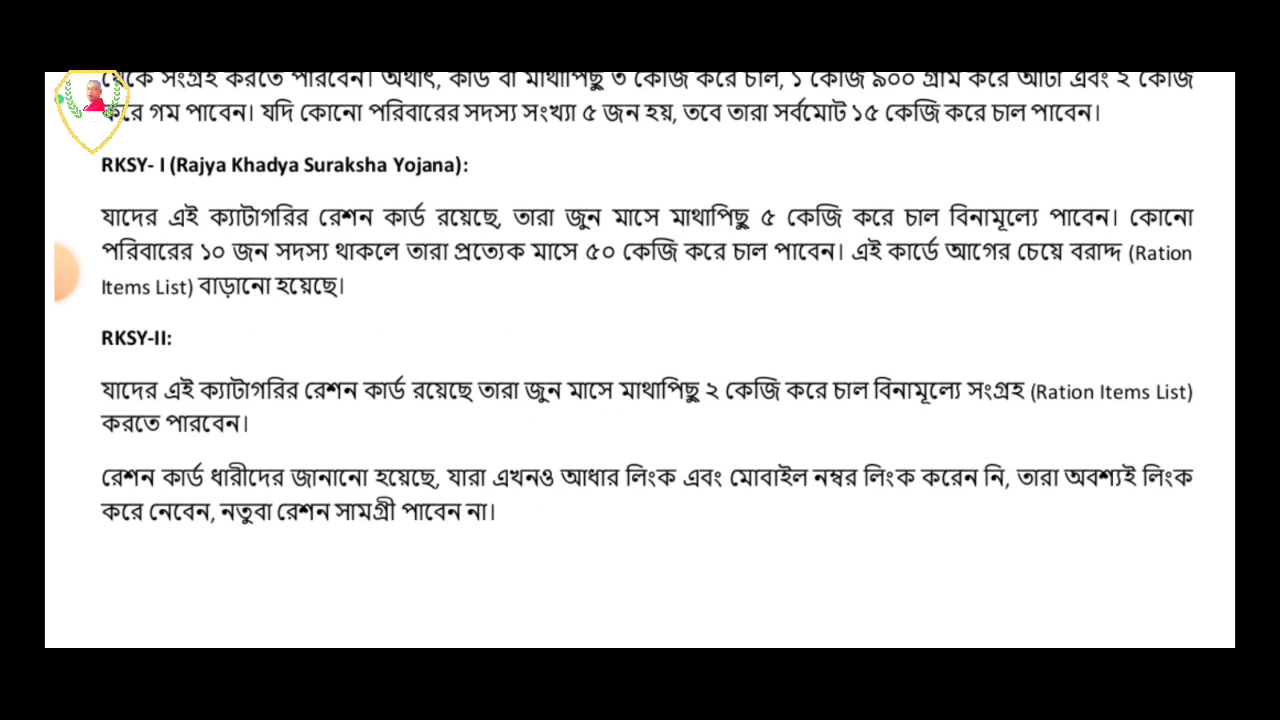 থেকে সংগ্রহ করতে পারবেন। অর্থাৎ, কার্ড বা মাথাপিছু ৩ কেজি করে চাল, ১ কেজি ৯০০ গ্রাম করে আটা এবং ২ কেজি
করে গম পাবেন। যদি কোনো পরিবারের সদস্য সংখ্যা ৫ জন হয়, তবে তারা সর্বমোট ১৫ কেজি করে চাল পাবেন।
RKSY- I (Rajya Khadya Suraksha Yojana):
যাদের এই ক্যাটাগরির রেশন কার্ড রয়েছে, তারা জুন মাসে মাথাপিছু ৫ কেজি করে চাল বিনামূল্যে পাবেন। কোনো
পরিবারের ১০ জন সদস্য থাকলে তারা প্রত্যেক মাসে ৫০ কেজি করে চাল পাবেন। এই কার্ডে আগের চেয়ে বরাদ্দ (Ration
Items List) বাড়ানো হয়েছে।
RKSY-II:
যাদের এই ক্যাটাগরির রেশন কার্ড রয়েছে তারা জুন মাসে মাথাপিছু ২ কেজি করে চাল বিনামূল্যে সংগ্রহ (Ration Items List)
করতে পারবেন।
রেশন কার্ড ধারীদের জানানো হয়েছে, যারা এখনও আধার লিংক এবং মোবাইল নম্বর লিংক করেন নি, তারা অবশ্যই লিংক
করে নেবেন, নতুবা রেশন সামগ্রী পাবেন না।